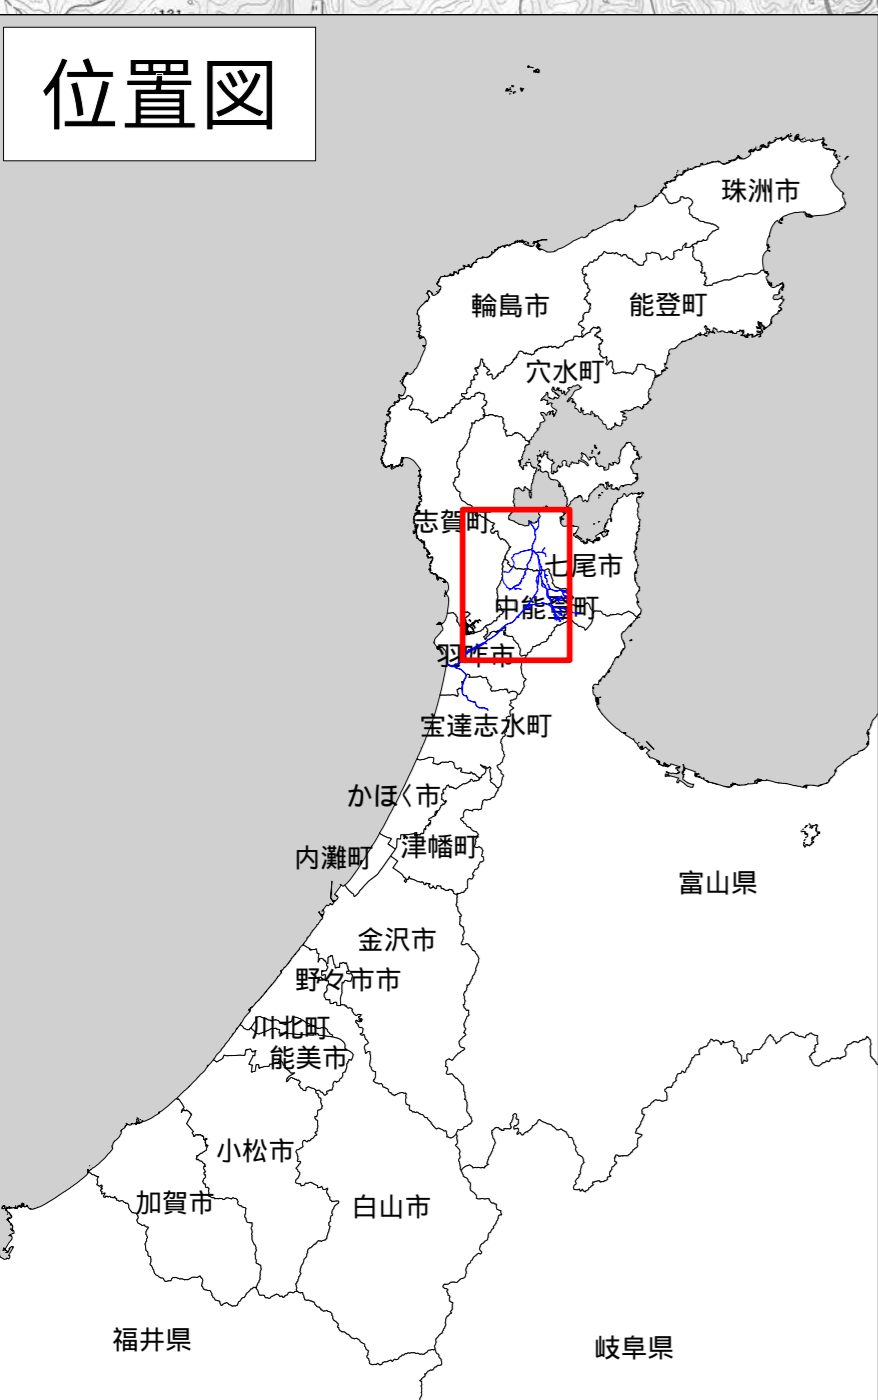 131
位置図
珠洲市
輪島市
能登町
穴水町
志賀町
七尾市
中能登町
羽咋市
宝達志水町
かほく市
津幡町
内灘町
富山県
金沢市
野々市市
川北町
能美市
小松市
加賀市
白山市
福井県
岐阜県